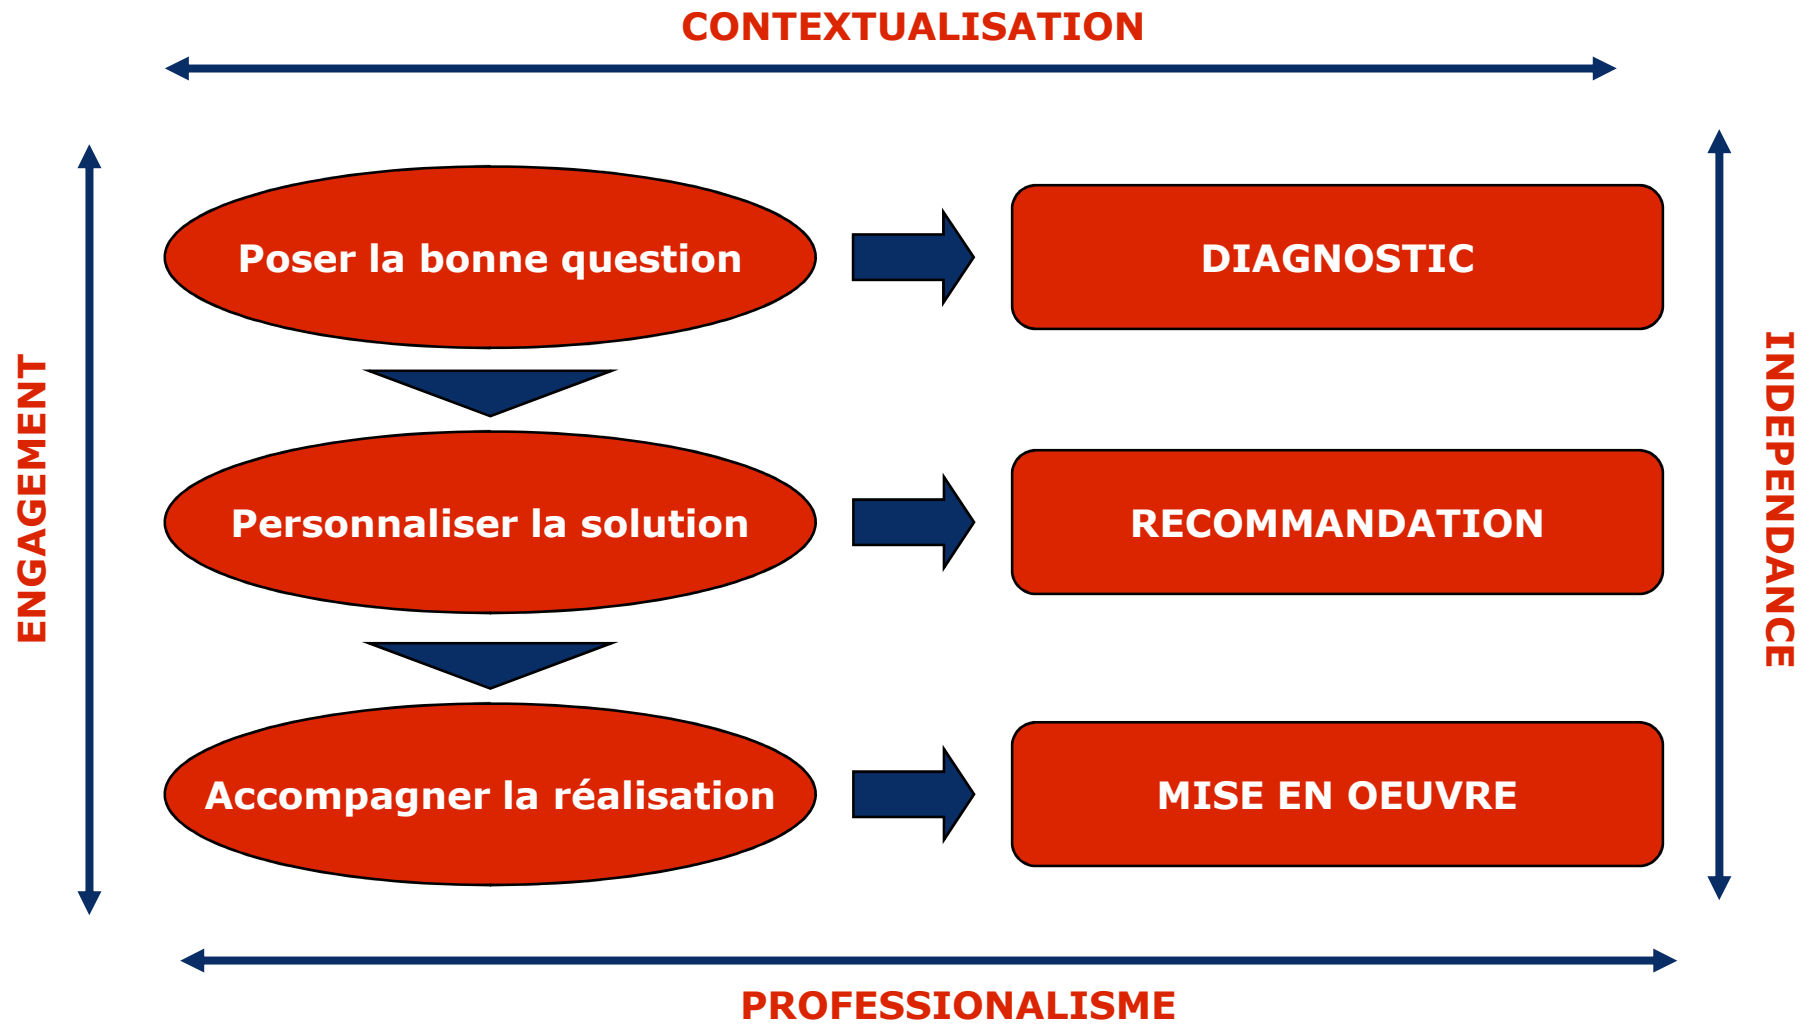 CONTEXTUALISATION
Poser la bonne question
DIAGNOSTIC
ENGAGEMENT
Personnaliser la solution
RECOMMANDATION
INDEPENDANCE
Accompagner la réalisation
MISE EN OEUVRE
PROFESSIONALISME